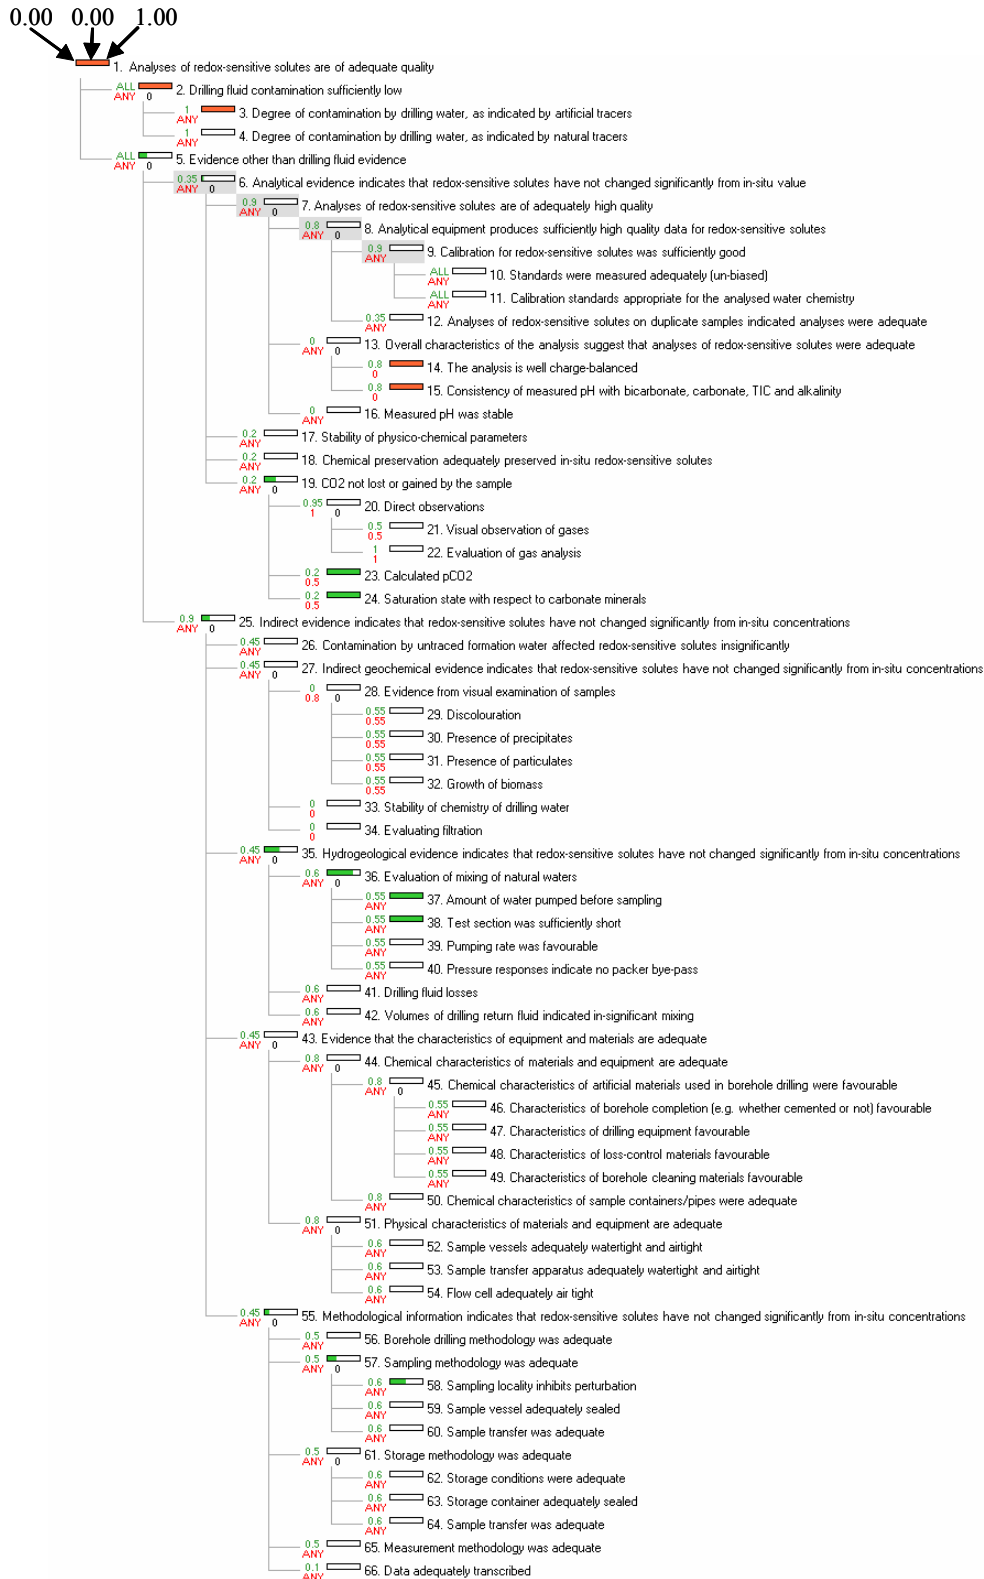 0.00 0.00 1.00
1. Analyses of redox-sensitive solutes are of adequate quality
ALL 2. Drilling fluid contamination sufficiently low
ANY 0
1 3. Degree of contamination by drilling water, as indicated by artificial tracers
ANY
1 4. Degree of contamination by drilling water, as indicated by natural tracers
ANY
ALL 5. Evidence other than drilling fluid evidence
ANY 0
0.35 6. Analytical evidence indicates that redox-sensitive solutes have not changed significantly from in-situ value
ANY 0
0.9 7. Analyses of redox-sensitive solutes are of adequately high quality
ANY 0
0.8 8. Analytical equipment produces sufficiently high quality data for redox-sensitive solutes
ANY 0
0.9 9. Calibration for redox-sensitive solutes was sufficiently good
ANY 0
ALL 10. Standards were measured adequately (un-biased)
ANY
ALL 11. Calibration standards appropriate for the analysed water chemistry
ANY
0.35 12. Analyses of redox-sensitive solutes on duplicate samples indicated analyses were adequate
ANY
0 13. Overall characteristics of the analysis suggest that analyses of redox-sensitive solutes were adequate
ANY 0
0.8 14. The analysis is well charge-balanced
0
0.8 15. Consistency of measured pH with bicarbonate, carbonate, TIC and alkalinity
0
0 16. Measured pH was stable
ANY
0.2 17. Stability of physico-chemical parameters
ANY
0.2 18. Chemical preservation adequately preserved in-situ redox-sensitive solutes
ANY
0.2 19. CO2 not lost or gained by the sample
ANY 0
0.95 20. Direct observations
1 0
0.5 21. Visual observation of gases
0.5
1 22. Evaluation of gas analysis
1
0.2 23. Calculated pCO2
0.5
0.2 24. Saturation state with respect to carbonate minerals
0.5
0.9 25. Indirect evidence indicates that redox-sensitive solutes have not changed significantly from in-situ concentrations
ANY 0
0.45 26. Contamination by untraced formation water affected redox-sensitive solutes insignificantly
ANY
0.45 27. Indirect geochemical evidence indicates that redox-sensitive solutes have not changed significantly from in-situ concentrations
ANY 0
0 28. Evidence from visual examination of samples
0.8 0
0.55 29. Discolouration
0.55
0.55 30. Presence of precipitates
0.55
0.55 31. Presence of particulates
0.55
0.55 32. Growth of biomass
0.55
0 33. Stability of chemistry of drilling water
0
0 34. Evaluating filtration
0
0.45 35. Hydrogeological evidence indicates that redox-sensitive solutes have not changed significantly from in-situ concentrations
ANY 0
0.6 36. Evaluation of mixing of natural waters
ANY 0
0.55 37. Amount of water pumped before sampling
ANY
0.55 38. Test section was sufficiently short
ANY
0.55 39. Pumping rate was favourable
ANY
0.55 40. Pressure responses indicate no packer bye-pass
ANY
0.6 41. Drilling fluid losses
ANY
0.6 42. Volumes of drilling return fluid indicated in-significant mixing
ANY
0.45 43. Evidence that the characteristics of equipment and materials are adequate
ANY 0
0.8 44. Chemical characteristics of materials and equipment are adequate
ANY 0
0.8 45. Chemical characteristics of artificial materials used in borehole drilling were favourable
ANY 0
0.55 46. Characteristics of borehole completion (e.g. whether cemented or not) favourable
ANY
0.55 47. Characteristics of drilling equipment favourable
ANY
0.55 48. Characteristics of loss-control materials favourable
ANY
0.55 49. Characteristics of borehole cleaning materials favourable
ANY
0.8 50. Chemical characteristics of sample containers/pipes were adequate
ANY
0.8 51. Physical characteristics of materials and equipment are adequate
ANY 0
0.6 52. Sample vessels adequately watertight and airtight
ANY
0.6 53. Sample transfer apparatus adequately watertight and airtight
ANY
0.6 54. Flow cell adequately air tight
ANY
0.45 55. Methodological information indicates that redox-sensitive solutes have not changed significantly from in-situ concentrations
ANY 0
0.5 56. Borehole drilling methodology was adequate
ANY
0.5 57. Sampling methodology was adequate
ANY 0
0.6 58. Sampling locality inhibits perturbation
ANY
0.6 59. Sample vessel adequately sealed
ANY
0.6 60. Sample transfer was adequate
ANY
0.5 61. Storage methodology was adequate
ANY 0
0.6 62. Storage conditions were adequate
ANY
0.6 63. Storage container adequately sealed
ANY
0.6 64. Sample transfer was adequate
ANY
0.5 65. Measurement methodology was adequate
ANY
0.1 66. Data adequately transcribed
ANY